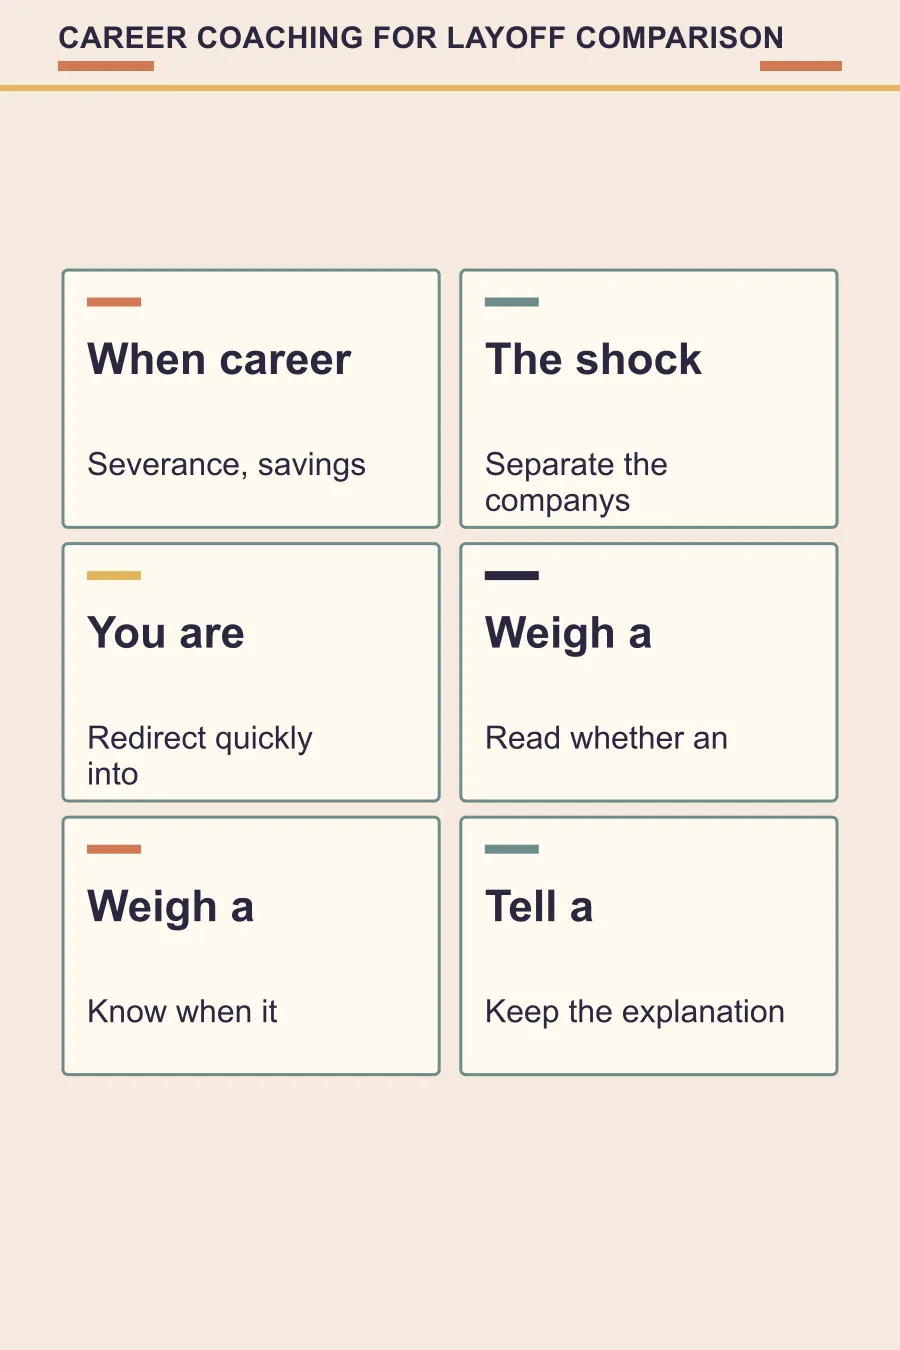 CAREER COACHING FOR LAYOFF COMPARISON
When career
Severance, savings
The shock
Separate the
companys
You are
Redirect quickly
into
Weigh a
Read whether an
Weigh a
Know when it
Tell a
Keep the explanation